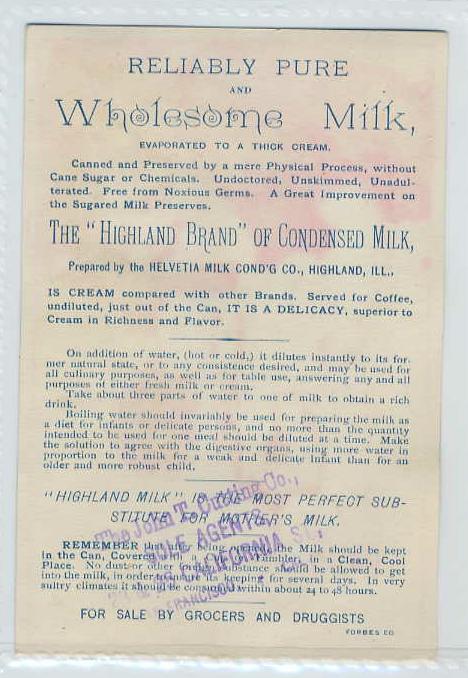 RELIABLY PURE
AND
Wholesome Milk,
EVAPORATED TO A THICK CREAM.
Canned and Preserved by a mere Physical Process, without
Cane Sugar or Chemicals. Undoctored, Unskimmed, Unadul-
terated. Free from Noxious Germs. A Great Improvement on
the Sugared Milk Preserves.
THE "HIGHLAND BRAND" OF CONDENSED MILK,
Prepared by the HELVETIA MILK COND'G CO., HIGHLAND, ILL.,
IS CREAM compared with other Brands. Served for Coffee,
undiluted, just out of the Can, IT IS A DELICACY, superior to
Cream in Richness and Flavor.
On addition of water, (hot or cold,) it dilutes instantly to its for-
mer natural state, or to any consistence desired, and may be used for
all culinary purposes, as well as for table use, answering any and all
purposes of either fresh milk or cream.
Take about three parts of water to one of milk to obtain a rich
drink.
Boiling water should invariably be used for preparing the milk as
a diet for infants or delicate persons, and no more than the quantity
intended to be used for one meal should be diluted at a time. Make
the solution to agree with the digestive organs, using more water in
proportion to the milk for a weak and delicate Infant than for an
older and more robust child.
"HIGHLAND MILK" IS THE MOST PERFECT SUB-
STITUTE FOR MOTHER'S MILK.
The John T. Cutting Co.,
SOLE AGENTS
CALIFORNIA ST.
FRANCISCO
REMEMBER that after being opened, the Milk should be kept
in the Can, Covered with a Tumbler, in a Clean, Cool
Place. No dust or other substance should be allowed to get
into the milk, in order to insure its keeping for several days. In very
sultry climates it should be consumed within about 24 to 48 hours.
FOR SALE BY GROCERS AND DRUGGISTS
FORBES CO